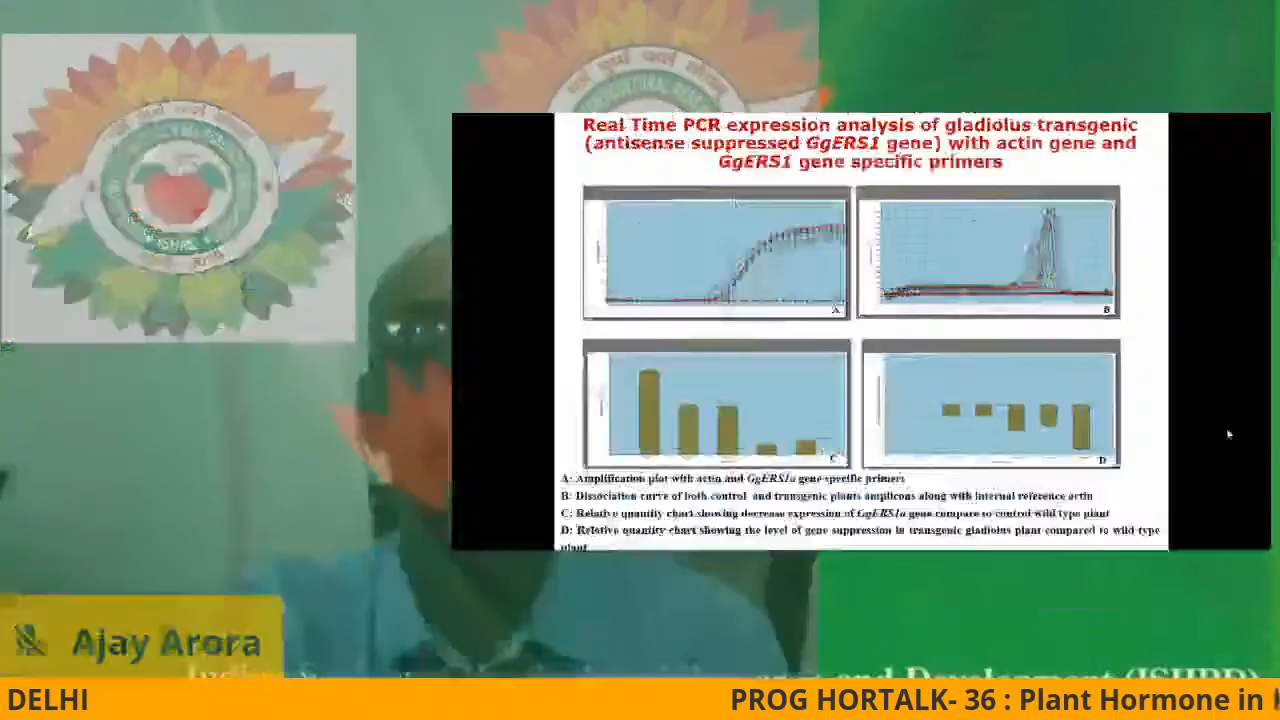 Real Time PCR expression analysis of gladiolus transgenic
(antisense suppressed GgERS1 gene) with actin gene and
GgERS1 gene specific primers
A
B
C
D
A: Amplification plot with actin and GgERS1a gene specific primers
B: Dissociation curve of both control and transgenic plants amplicons along with internal reference actin
C: Relative quantity chart showing decrease expression of GgERS1a gene compare to control wild type plant
D: Relative quantity chart showing the level of gene suppression in transgenic gladiolus plant compared to wild type
plant
Ajay Arora
and Development (ISHRD)
DELHI
PROG HORTALK- 36 : Plant Hormone in